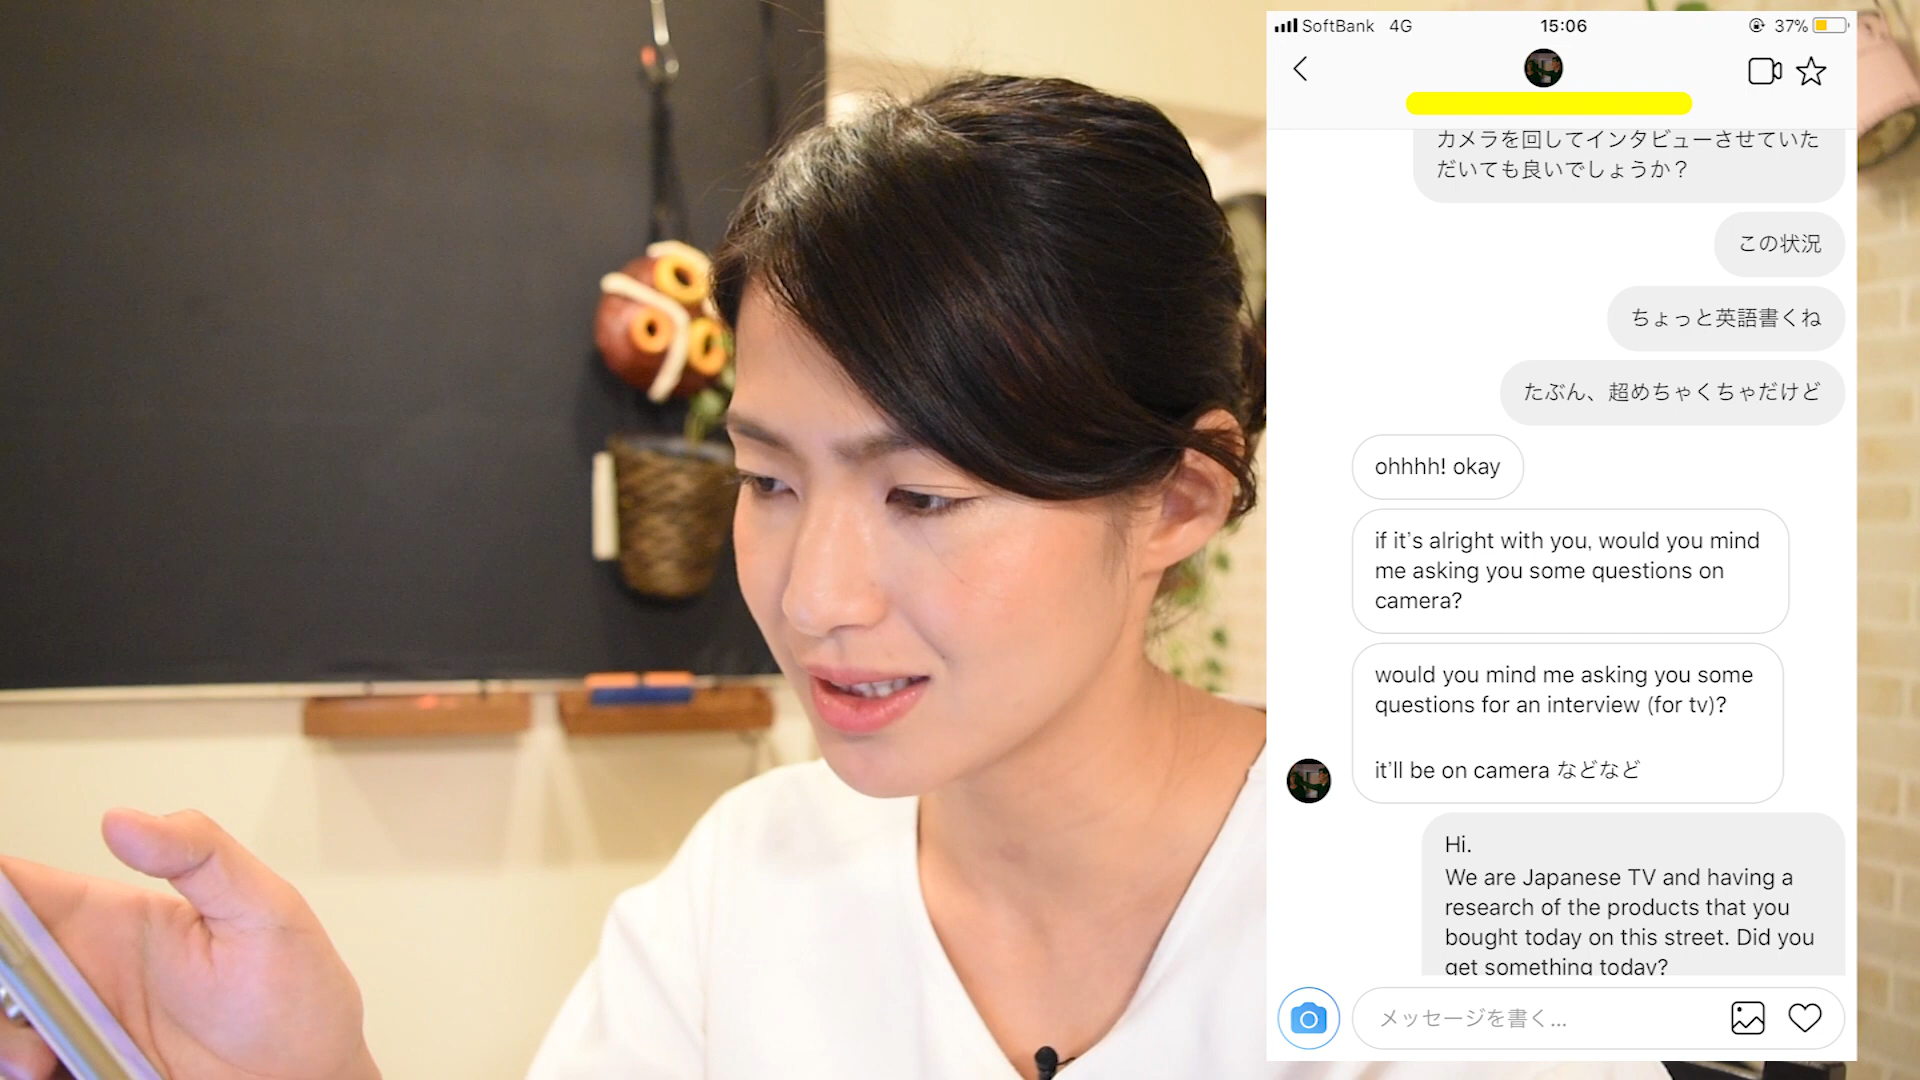 SoftBank 4G 15:06 37%
カメラを回してインタビューさせていた
だいても良いでしょうか？
この状況
ちょっと英語書くね
たぶん、超めちゃくちゃだけど
ohhhh! okay
if it’s alright with you, would you mind
me asking you some questions on
camera?
would you mind me asking you some
questions for an interview (for tv)?
it’ll be on camera などなど
Hi.
We are Japanese TV and having a
research of the products that you
bought today on this street. Did you
get something today?
メッセージを書く...